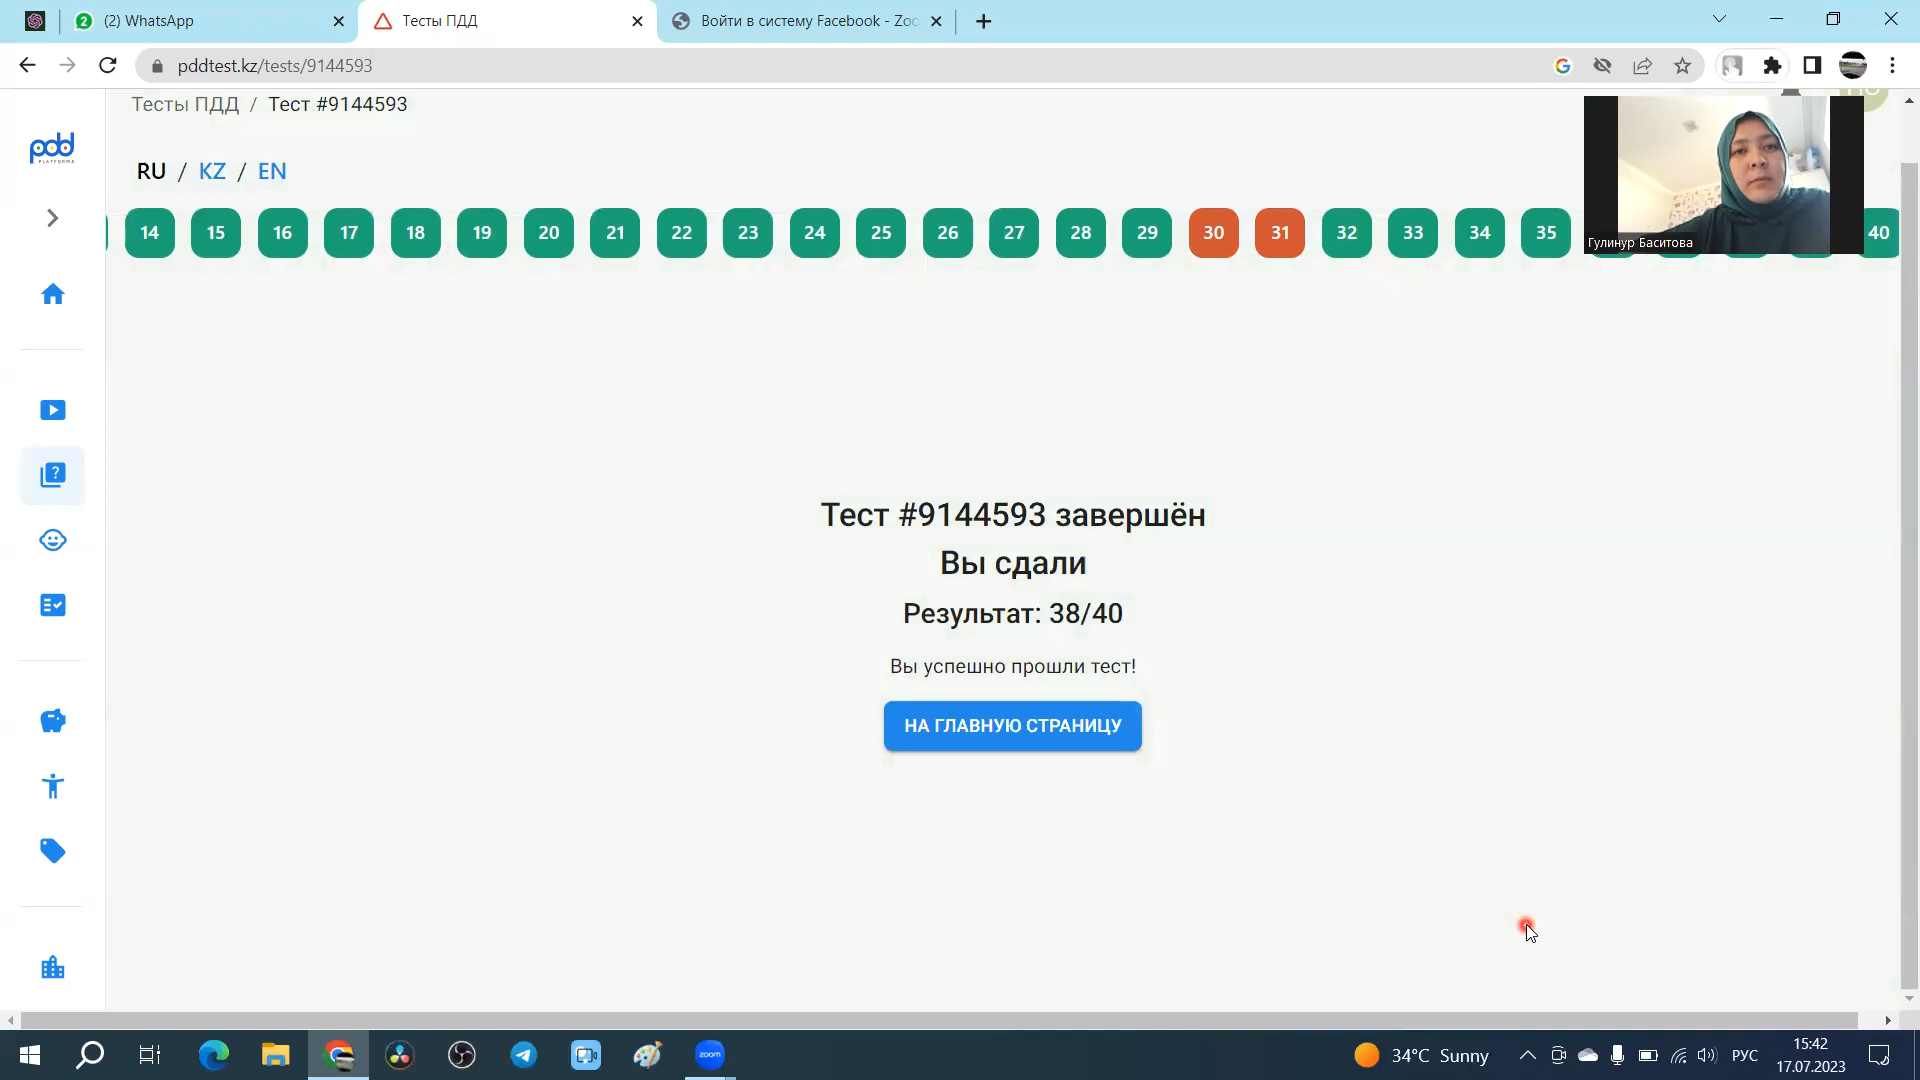 (2) WhatsApp
Тесты ПДД
Войти в систему Facebook - Zoo
pddtest.kz/tests/9144593
Тесты ПДД / Тест #9144593
pdd
PLATFORMA
RU / KZ / EN
14 15 16 17 18 19 20 21 22 23 24 25 26 27 28 29 30 31 32 33 34 35 40
Гулинур Баситова
Тест #9144593 завершён
Вы сдали
Результат: 38/40
Вы успешно прошли тест!
НА ГЛАВНУЮ СТРАНИЦУ
zoom
34°C Sunny
РУС
15:42
17.07.2023